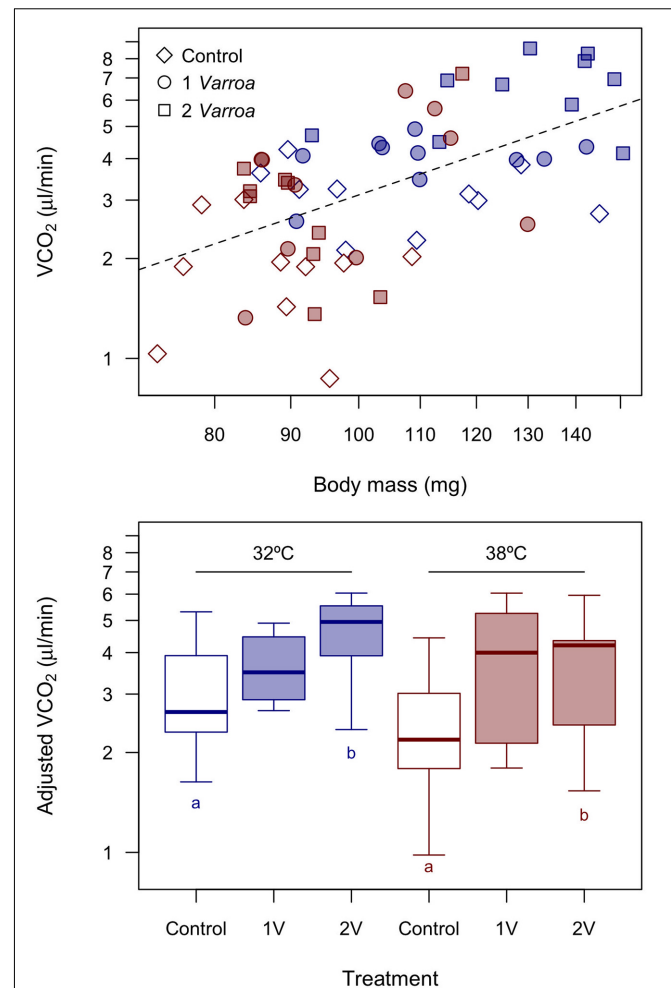 Control
1 Varroa
2 Varroa
8
7
6
5
4
3
2
1
VCO2 (μl/min)
80 90 100 110 120 130 140
Body mass (mg)
32ºC 38ºC
8
7
6
5
4
3
2
1
Adjusted VCO2 (μl/min)
a b a b
Control 1V 2V Control 1V 2V
Treatment